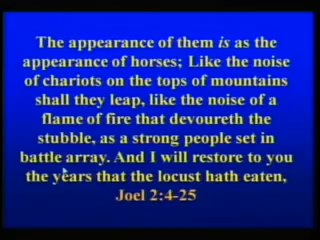 The appearance of them is as the
appearance of horses; Like the noise
of chariots on the tops of mountains
shall they leap, like the noise of a
flame of fire that devoureth the
stubble, as a strong people set in
battle array. And I will restore to you
the years that the locust hath eaten,
Joel 2:4-25